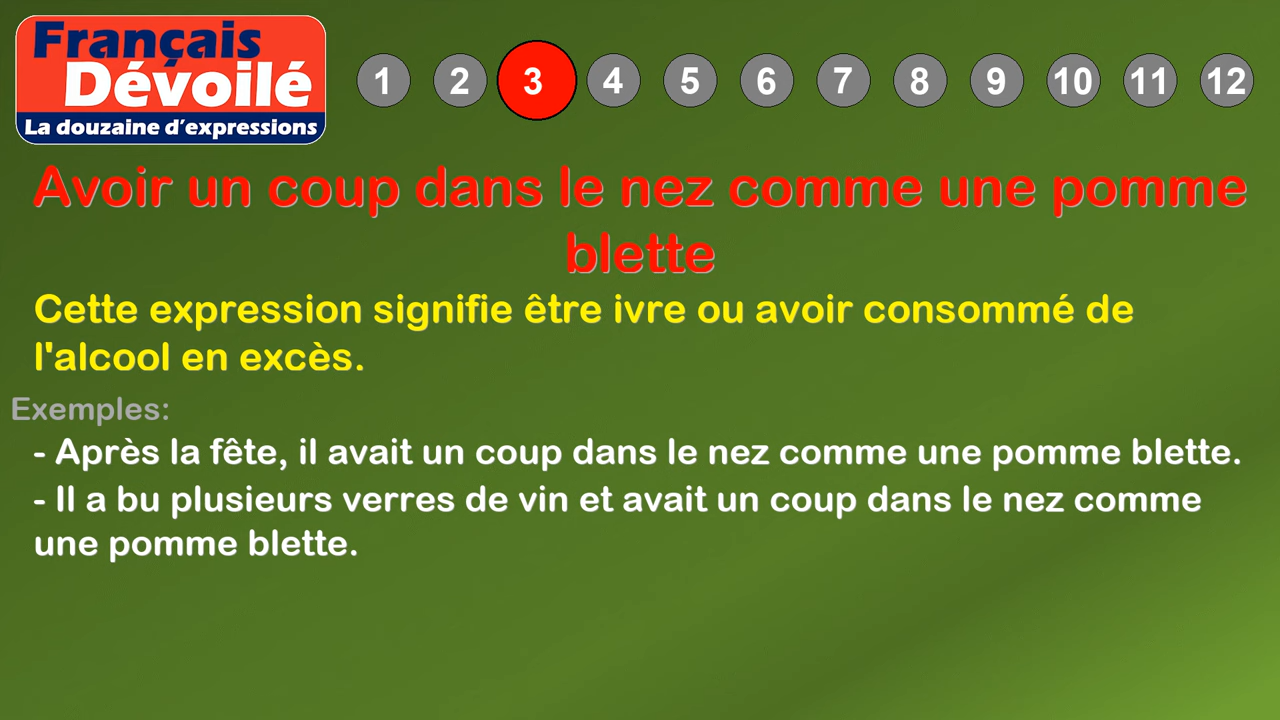 Français
Dévoilé
La douzaine d'expressions
1 2 3 4 5 6 7 8 9 10 11 12
Avoir un coup dans le nez comme une pomme
blette
Cette expression signifie être ivre ou avoir consommé de
l'alcool en excès.
Exemples:
- Après la fête, il avait un coup dans le nez comme une pomme blette.
- Il a bu plusieurs verres de vin et avait un coup dans le nez comme
une pomme blette.